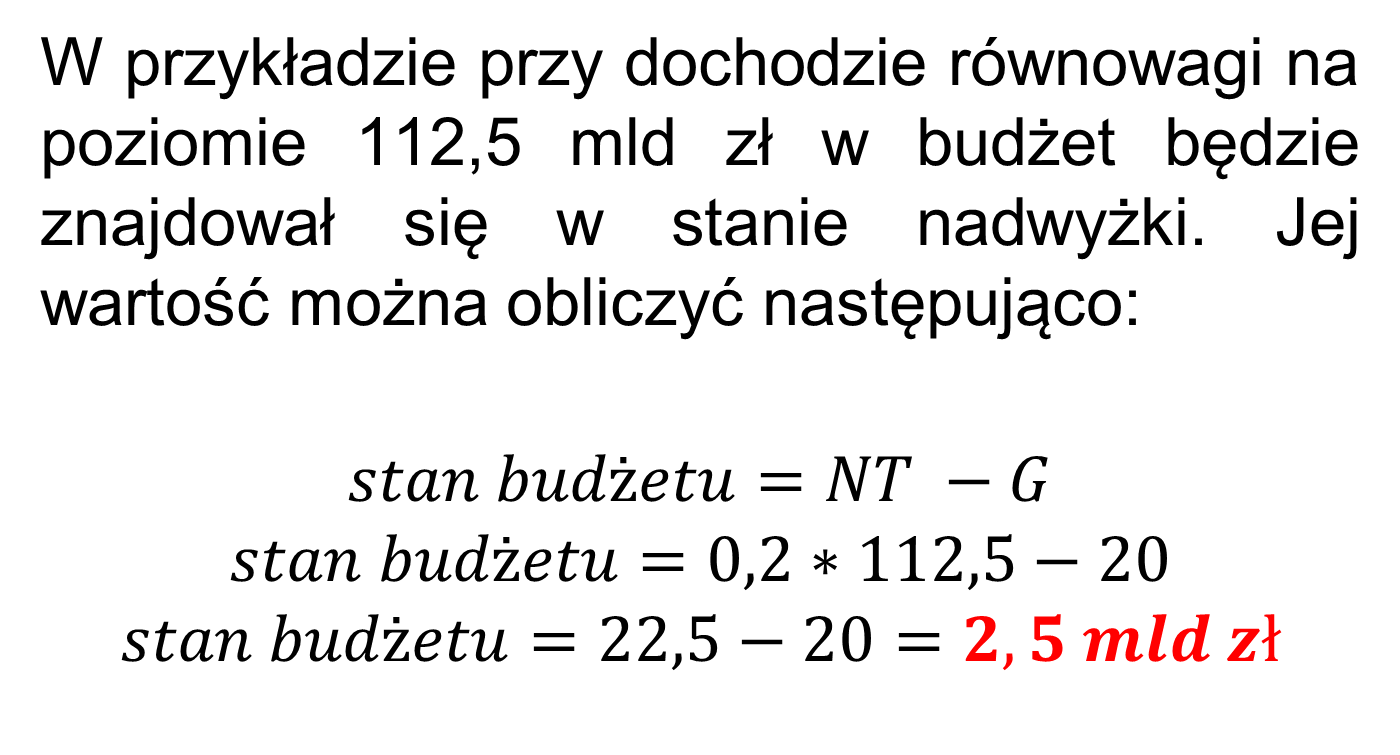 W przykładzie przy dochodzie równowagi na
poziomie 112,5 mld zł w budżet będzie
znajdował się w stanie nadwyżki. Jej
wartość można obliczyć następująco:
stan budżetu = NT − G
stan budżetu = 0,2 ∗ 112,5 − 20
stan budżetu = 22,5 − 20 = 2,5 mld zł